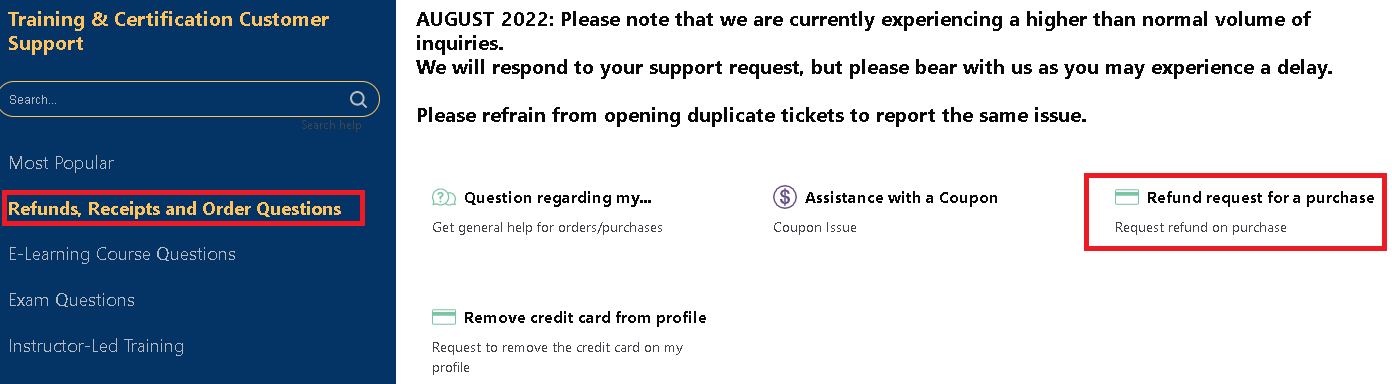 Training & Certification Customer
Support
Search...
Search help
Most Popular
Refunds, Receipts and Order Questions
E-Learning Course Questions
Exam Questions
Instructor-Led Training
AUGUST 2022: Please note that we are currently experiencing a higher than normal volume of
inquiries.
We will respond to your support request, but please bear with us as you may experience a delay.
Please refrain from opening duplicate tickets to report the same issue.
Question regarding my...
Get general help for orders/purchases
Assistance with a Coupon
Coupon Issue
Refund request for a purchase
Request refund on purchase
Remove credit card from profile
Request to remove the credit card on my
profile